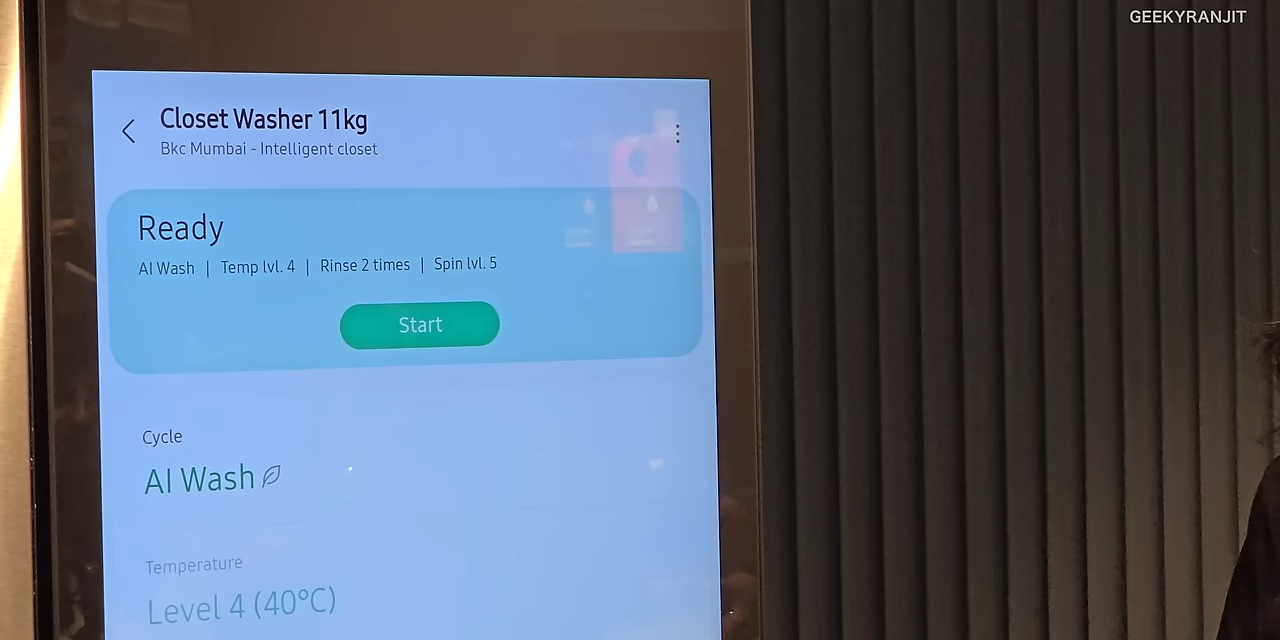 GEEKYRANJIT
Closet Washer 11kg
Bkc Mumbai - Intelligent closet
Ready
AI Wash | Temp lvl. 4 | Rinse 2 times | Spin lvl. 5
Start
Cycle
AI Wash
Temperature
Level 4 (40°C)